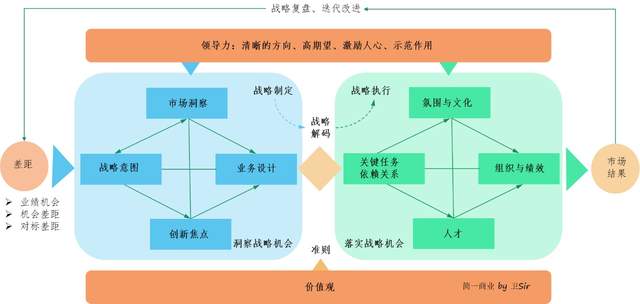 战略复盘、迭代改进
领导力：清晰的方向、高期望、激励人心、示范作用
战略制定
战略执行
市场洞察
氛围与文化
战略
解码
差距
战略意图
业务设计
关键任务
依赖关系
组织与绩效
市场
结果
业绩机会
机会差距
对标差距
创新焦点
人才
洞察战略机会
准则
落实战略机会
价值观
简一商业 by 卫Sir